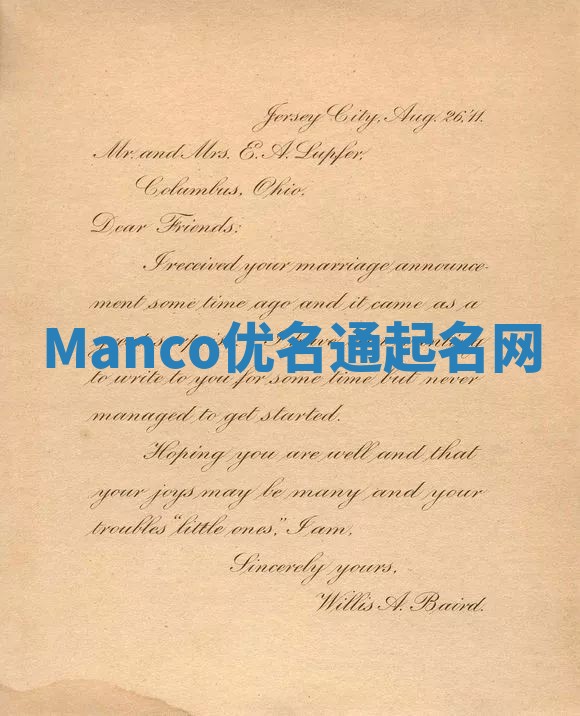 Jersey City, Aug. 26, '11.
Mr. and Mrs. E. A. Lupfer,
Columbus, Ohio.
Dear Friends:
I received your marriage announce-
ment some time ago and it came as a
Manco优名通起名网
to write to you for some time but never
managed to get started.
Hoping you are well and that
your joys may be many and your
troubles "little ones," I am,
Sincerely yours,
Willis A. Baird.